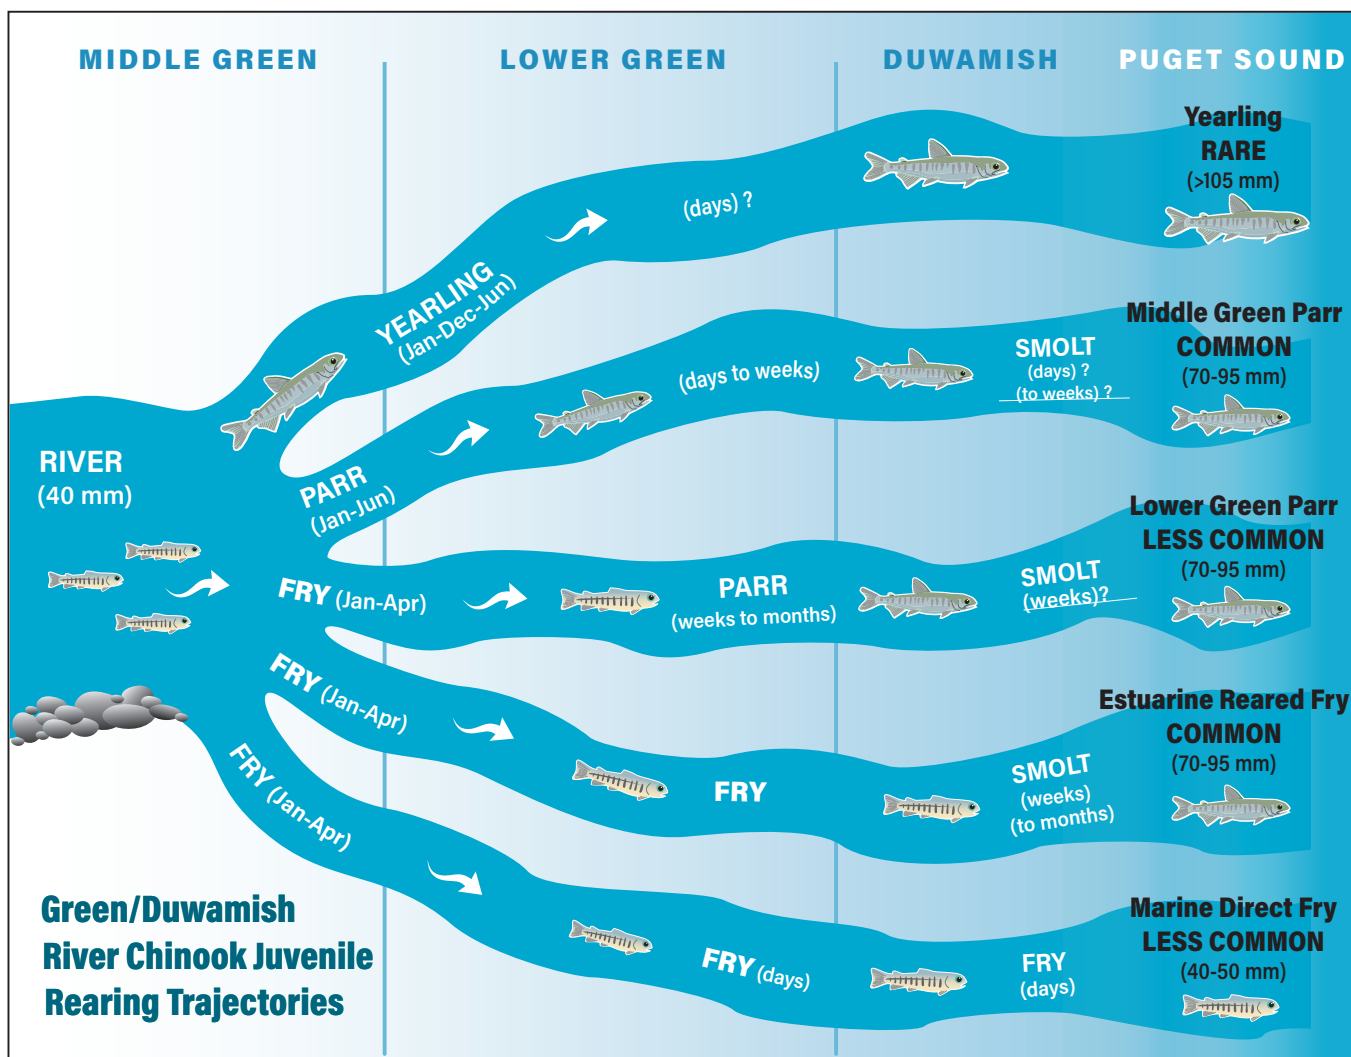 MIDDLE GREEN
LOWER GREEN
DUWAMISH
PUGET SOUND
Yearling
RARE
(>105 mm)
(days) ?
YEARLING
(Jan-Dec-Jun)
Middle Green Parr
COMMON
(70-95 mm)
SMOLT
(days) ?
(to weeks) ?
(days to weeks)
PARR
(Jan-Jun)
RIVER
(40 mm)
Lower Green Parr
LESS COMMON
(70-95 mm)
FRY (Jan-Apr)
PARR
(weeks to months)
SMOLT
(weeks)?
Estuarine Reared Fry
COMMON
(70-95 mm)
FRY (Jan-Apr)
FRY
SMOLT
(weeks)
(to months)
FRY (Jan-Apr)
Marine Direct Fry
LESS COMMON
(40-50 mm)
FRY (days)
FRY
(days)
Green/Duwamish
River Chinook Juvenile
Rearing Trajectories